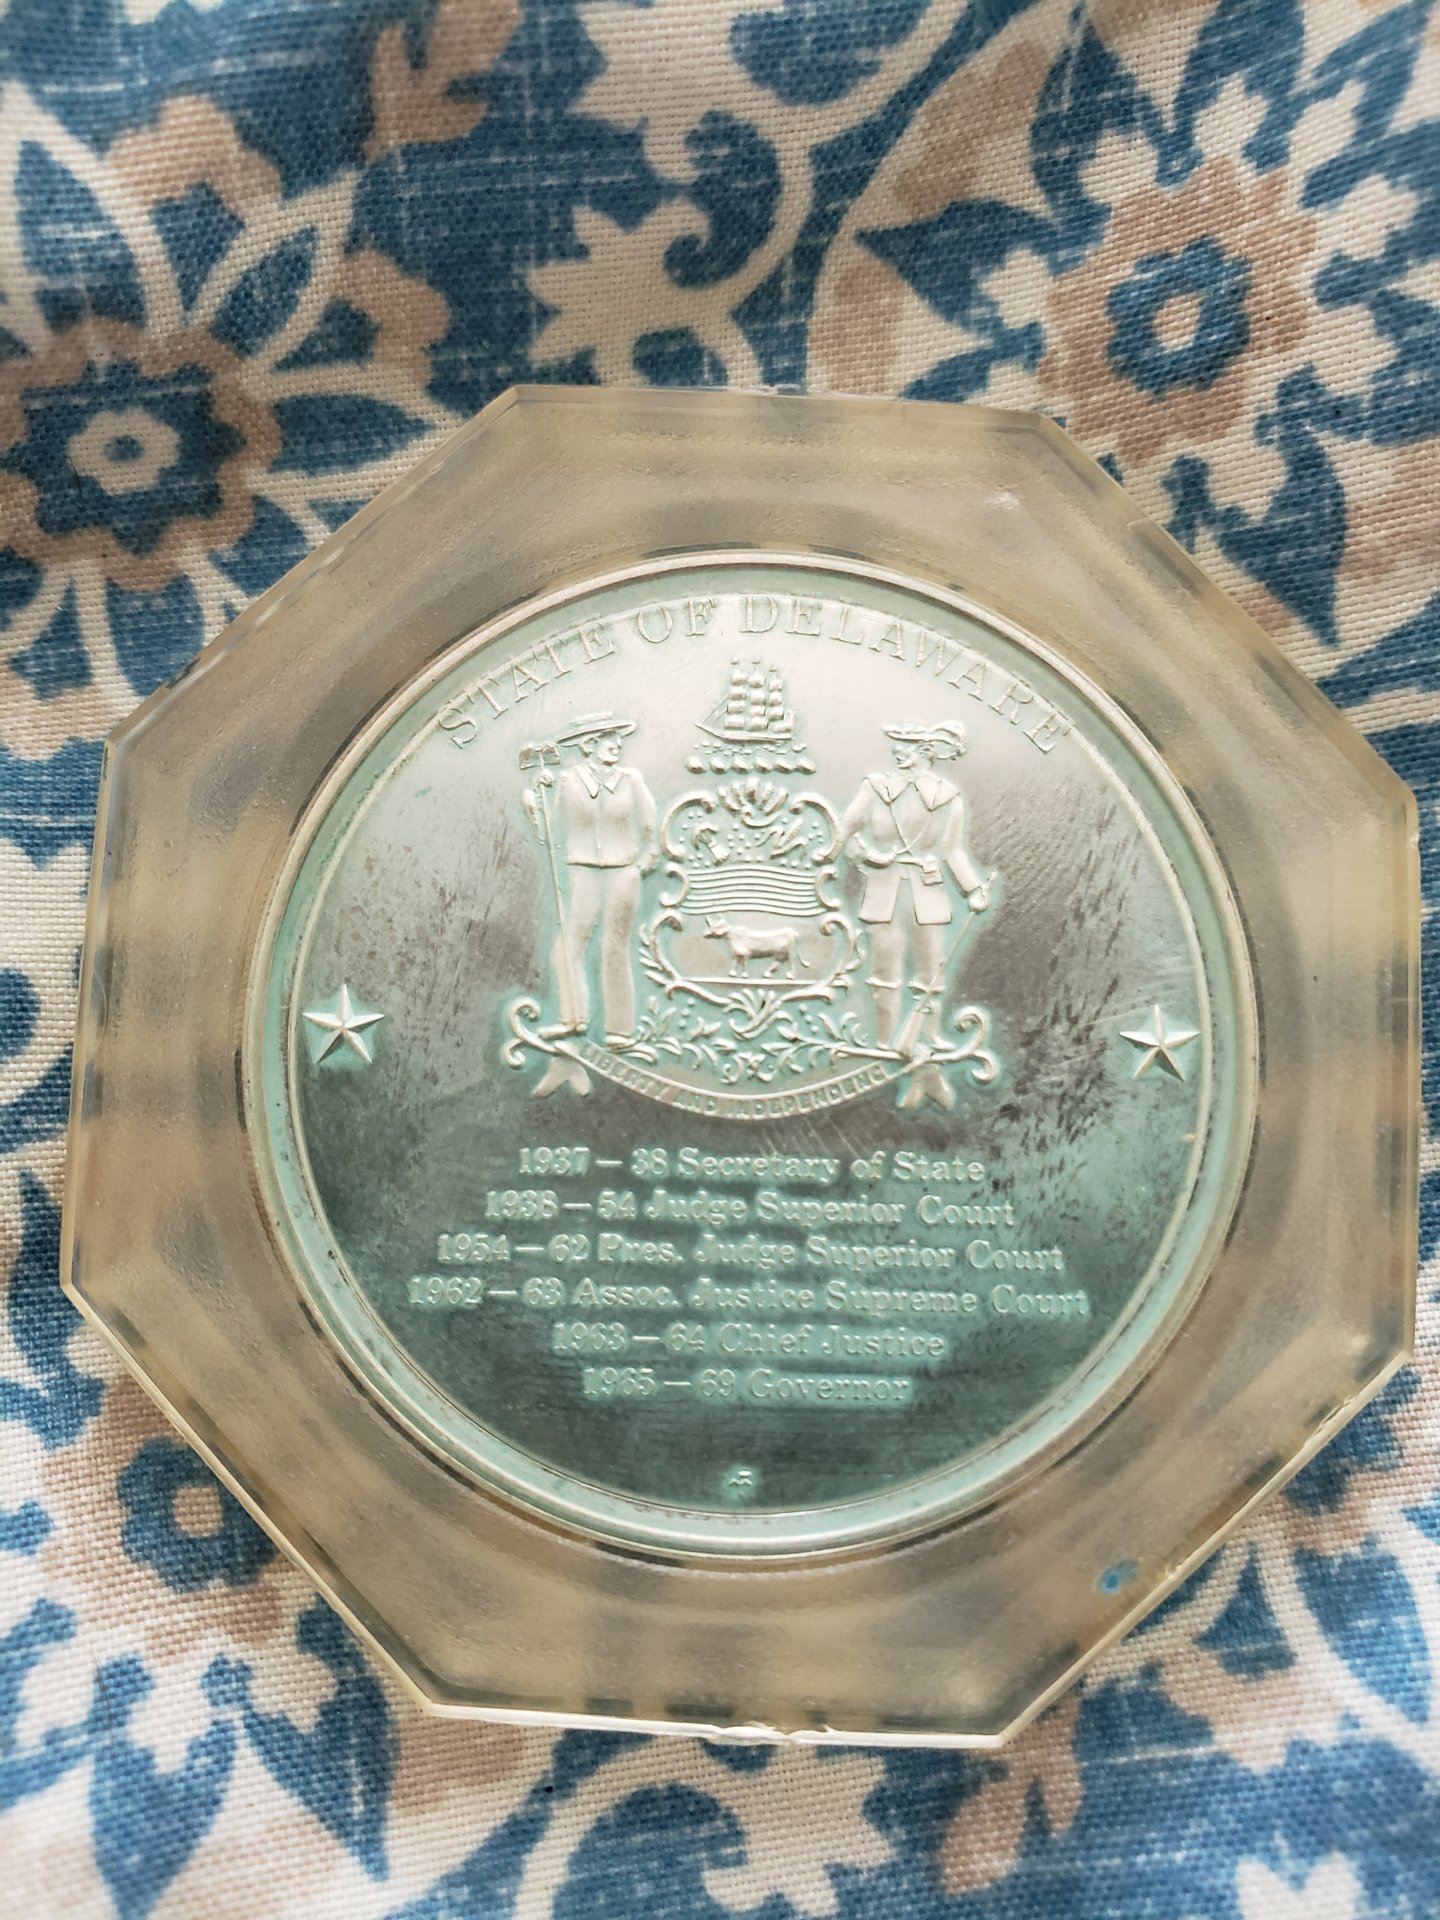 STATE OF DELAWARE
LIBERTY AND INDEPENDENC
1937 – 38 Secretary of State
1938 – 54 Judge Superior Court
1954 – 62 Pres. Judge Superior Court
1962 – 63 Assoc. Justice Supreme Court
1963 – 64 Chief Justice
1965 – 69 Governor